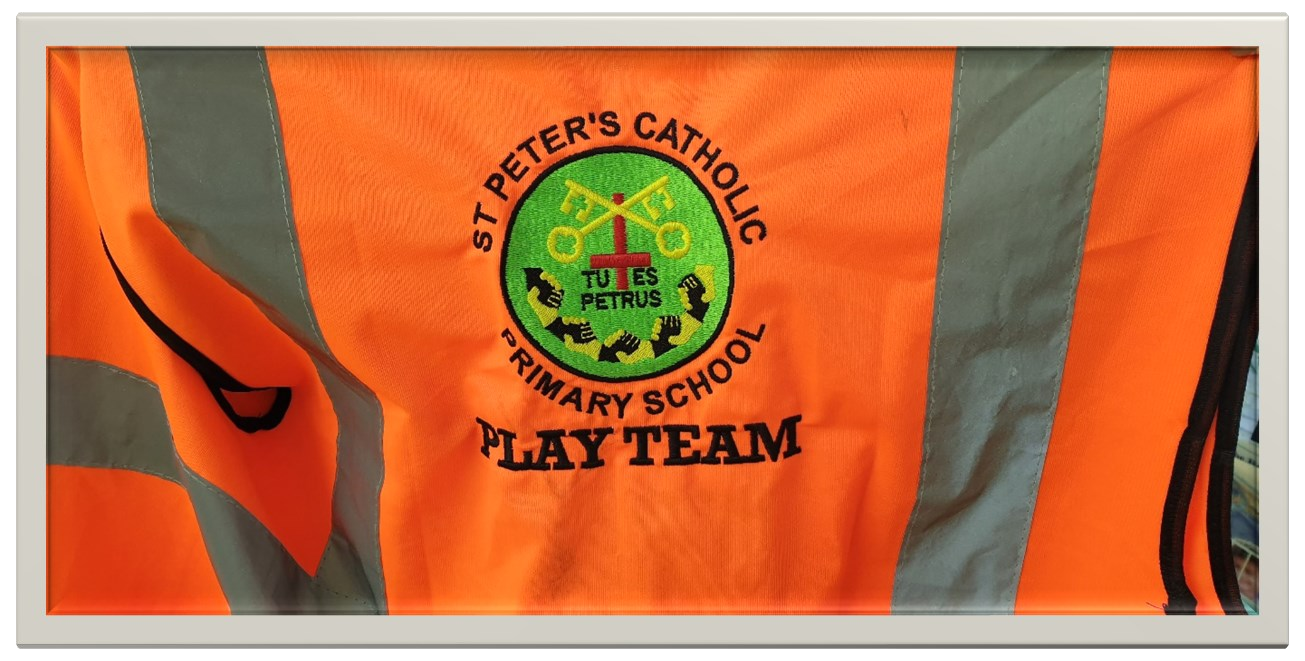 ST PETER'S CATHOLIC
TU ES
PETRUS
PRIMARY SCHOOL
PLAY TEAM